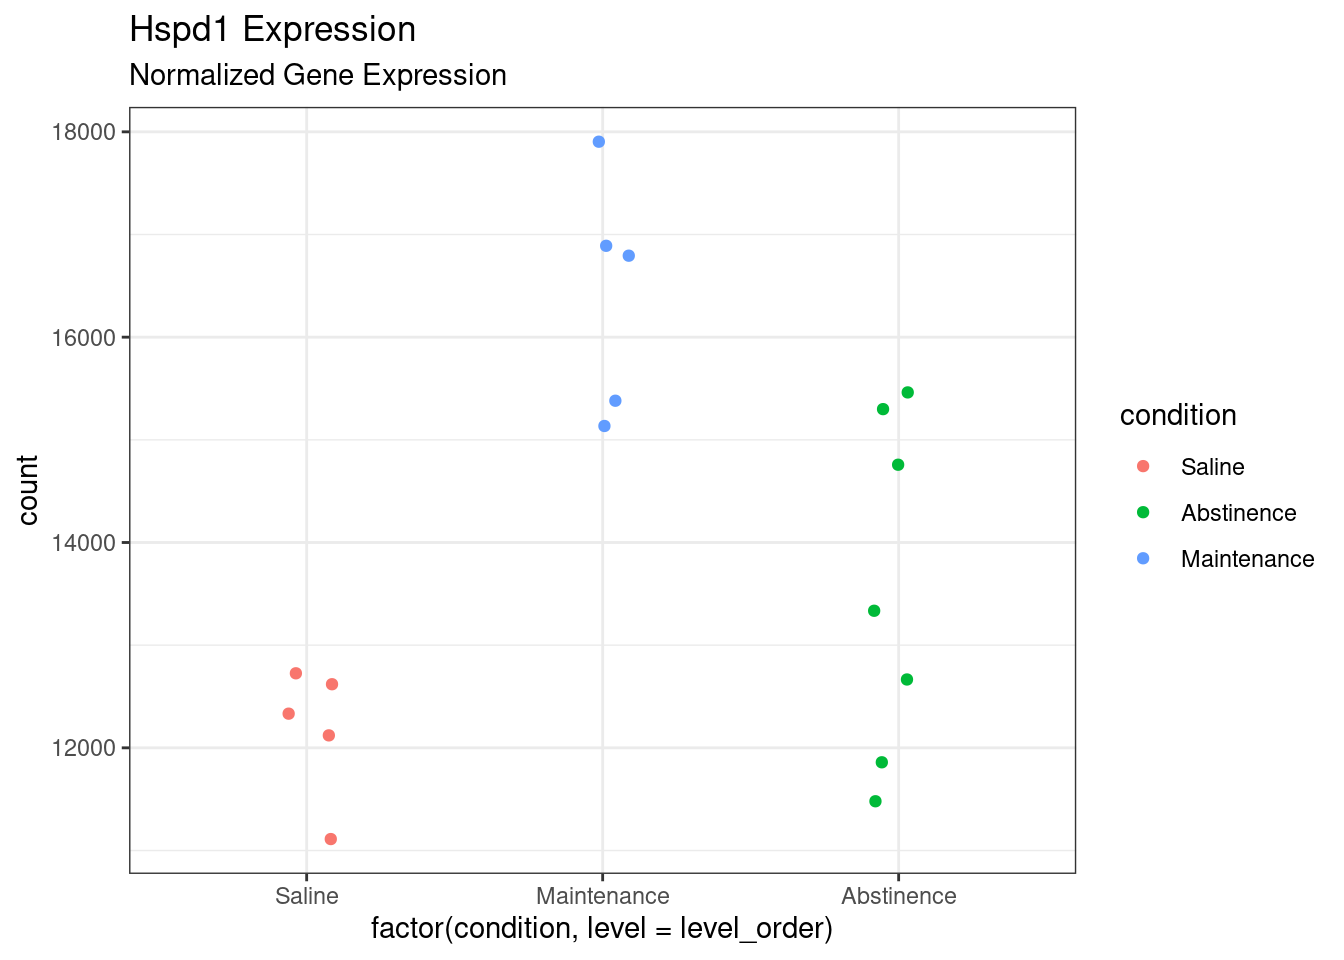 Hspd1 Expression
Normalized Gene Expression
18000
16000
14000
12000
count
Saline
Maintenance
Abstinence
factor(condition, level = level_order)
condition
Saline
Abstinence
Maintenance